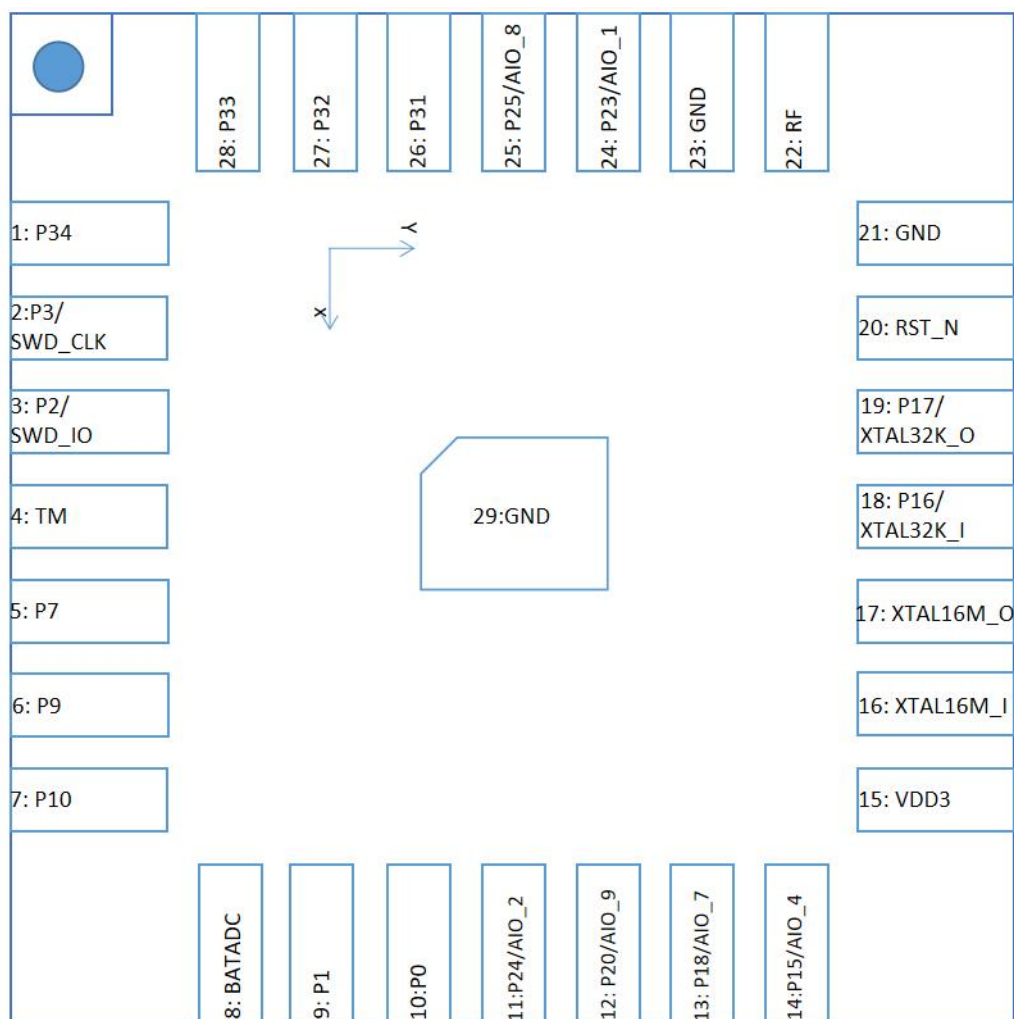 28: P33
27: P32
26: P31
25: P25/AIO_8
24: P23/AIO_1
23: GND
22: RF
1: P34
2:P3/
SWD_CLK
3: P2/
SWD_IO
4: TM
5: P7
6: P9
7: P10
Y
X
29:GND
21: GND
20: RST_N
19: P17/
XTAL32K_O
18: P16/
XTAL32K_I
17: XTAL16M_O
16: XTAL16M_I
15: VDD3
8: BATADC
9: P1
10:P0
11:P24/AIO_2
12: P20/AIO_9
13: P18/AIO_7
14:P15/AIO_4